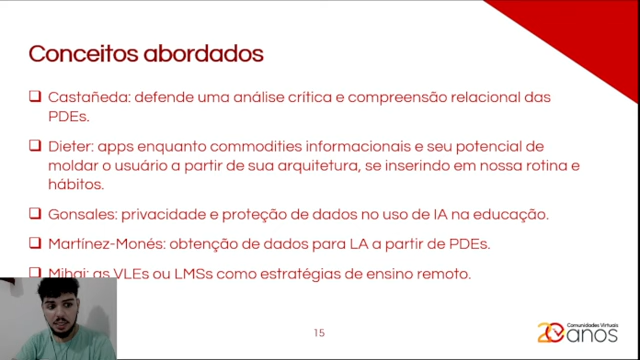 Conceitos abordados
Castañeda: defende uma análise crítica e compreensão relacional das
PDEs.
Dieter: apps enquanto commodities informacionais e seu potencial de
moldar o usuário a partir de sua arquitetura, se inserindo em nossa rotina e
hábitos.
Gonsales: privacidade e proteção de dados no uso de IA na educação.
Martínez-Monés: obtenção de dados para LA a partir de PDEs.
Mihai: as VLEs ou LMSs como estratégias de ensino remoto.
15
Comunidades Virtuais
20anos